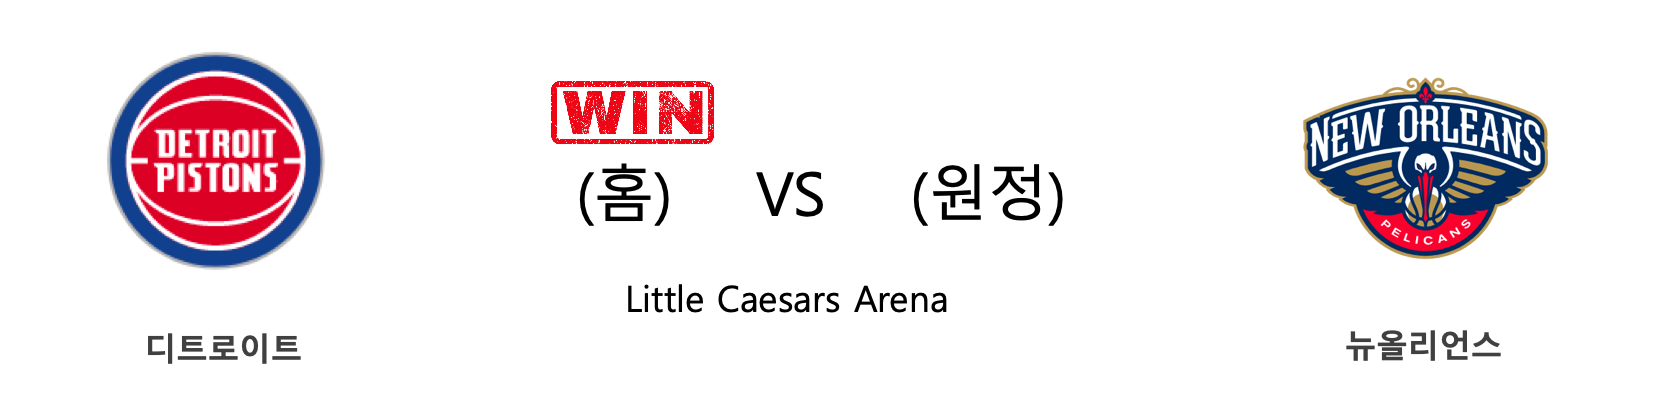 DETROIT
PISTONS
WIN
(홈) VS (원정)
Little Caesars Arena
NEW ORLEANS
PELICANS
디트로이트
뉴올리언스